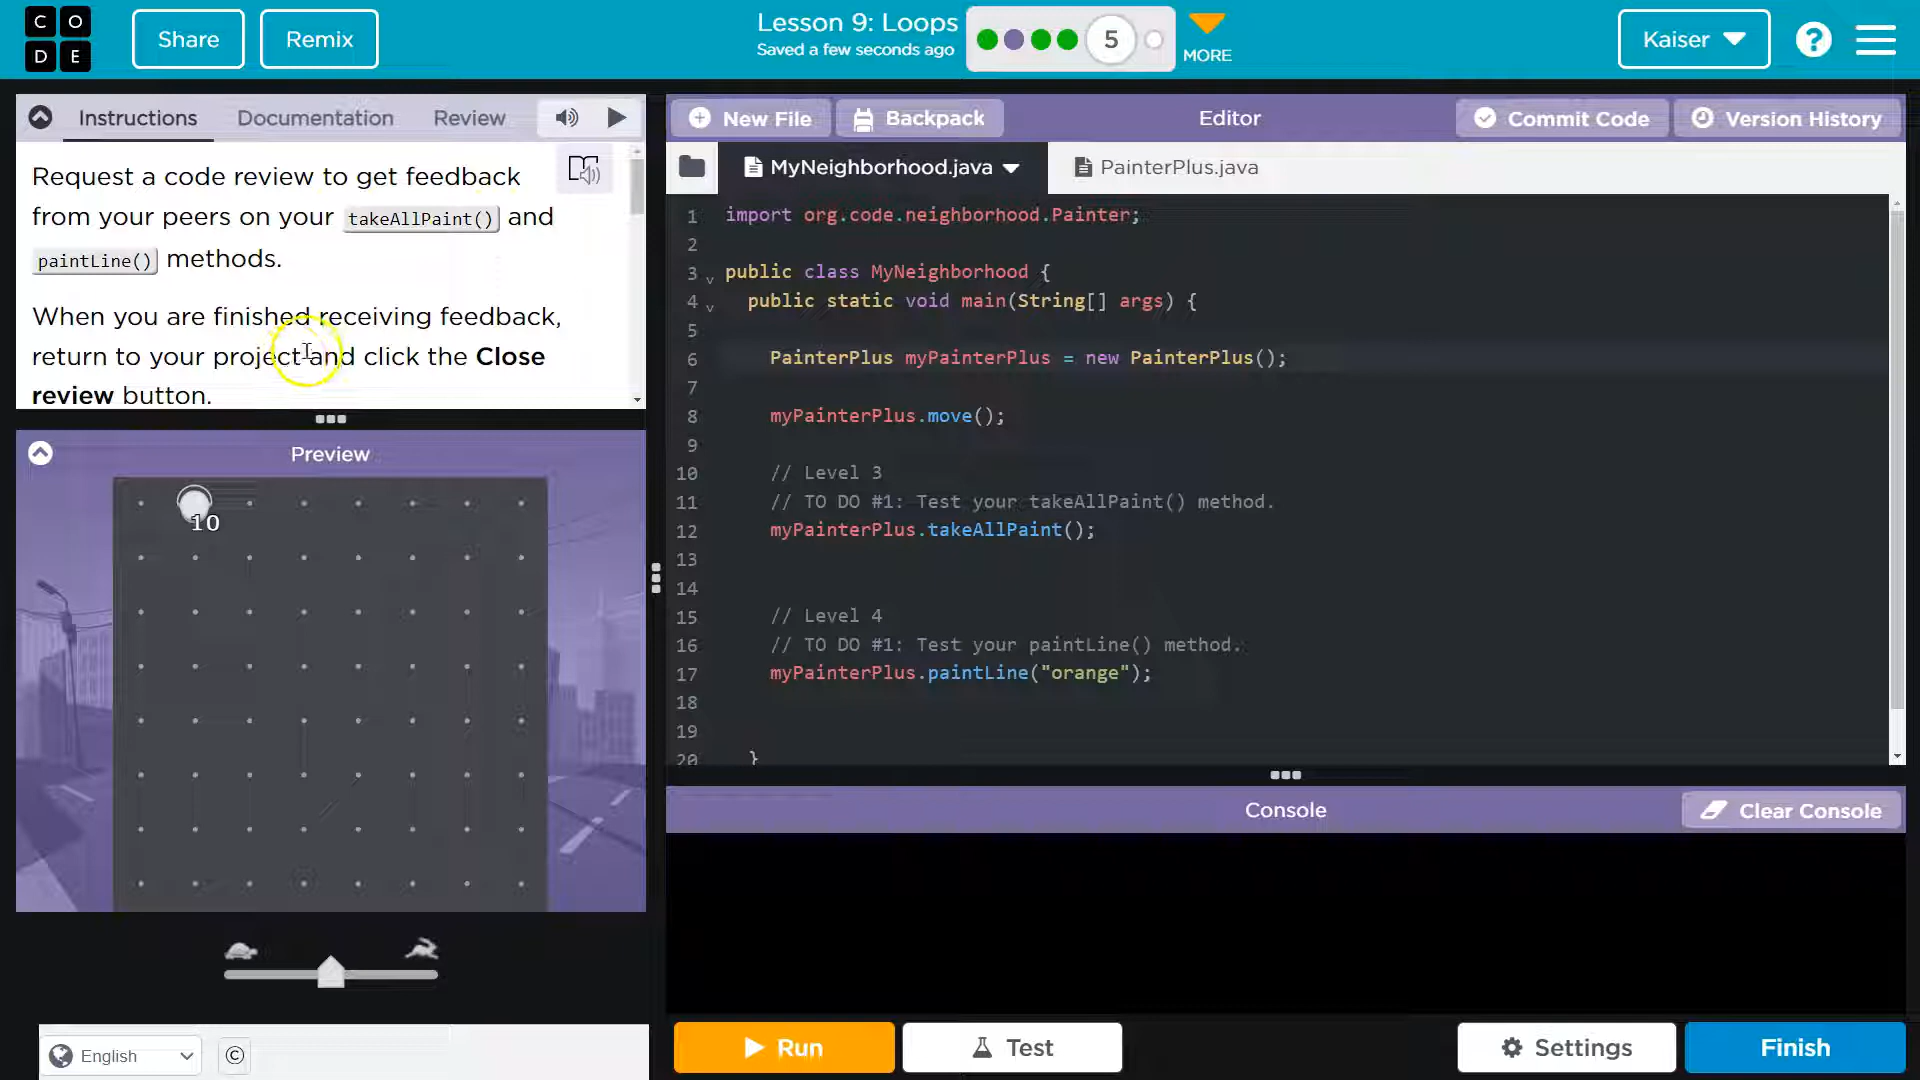 CODE
Share
Remix
Lesson 9: Loops
Saved a few seconds ago
5
MORE
Kaiser
?
Instructions
Documentation
Review
Request a code review to get feedback
from your peers on your takeAllPaint() and
paintLine() methods.
When you are finished receiving feedback,
return to your project and click the Close
review button.
Preview
10
English
©
New File
Backpack
Editor
Commit Code
Version History
MyNeighborhood.java
PainterPlus.java
1 import org.code.neighborhood.Painter;
2
3 public class MyNeighborhood {
4 public static void main(String[] args) {
5
6 PainterPlus myPainterPlus = new PainterPlus();
7
8 myPainterPlus.move();
9
10 // Level 3
11 // TO DO #1: Test your takeAllPaint() method.
12 myPainterPlus.takeAllPaint();
13
14
15 // Level 4
16 // TO DO #1: Test your paintLine() method.
17 myPainterPlus.paintLine("orange");
18
19
20 }
Console
Clear Console
Run
Test
Settings
Finish